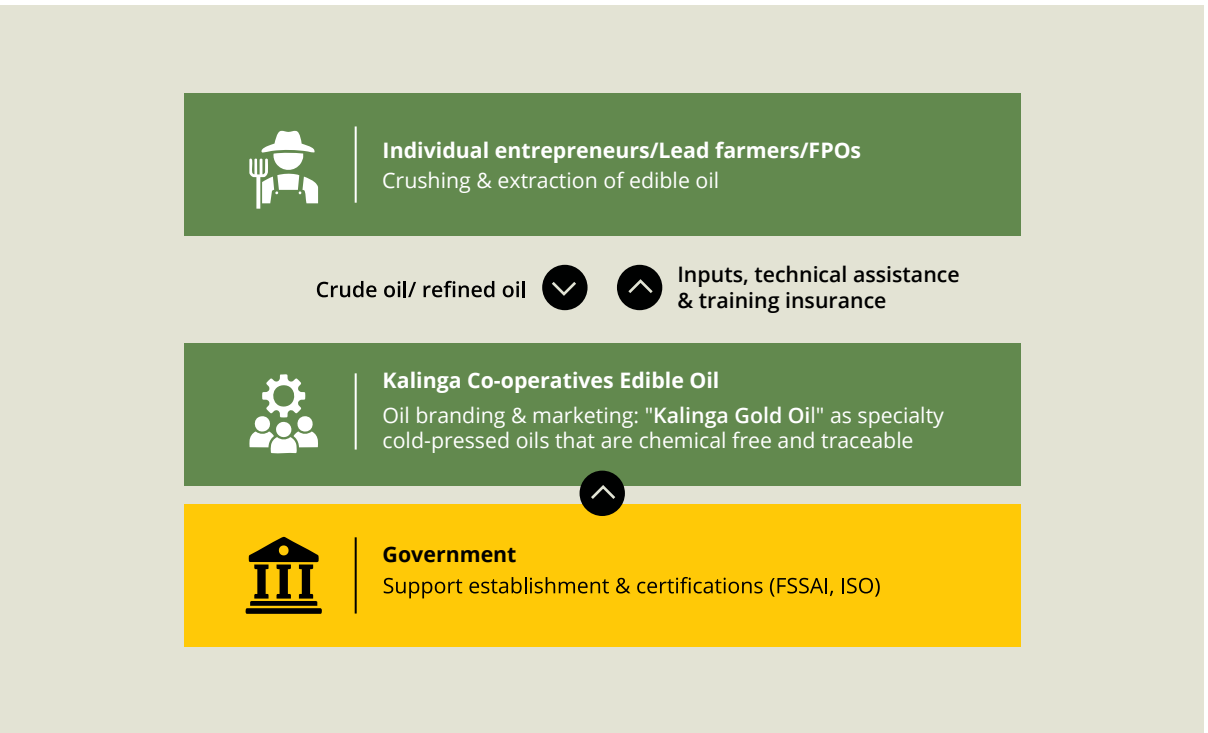 Individual entrepreneurs/Lead farmers/FPOs
Crushing & extraction of edible oil
Crude oil/ refined oil
Inputs, technical assistance
& training insurance
Kalinga Co-operatives Edible Oil
Oil branding & marketing: "Kalinga Gold Oil" as specialty
cold-pressed oils that are chemical free and traceable
Government
Support establishment & certifications (FSSAI, ISO)